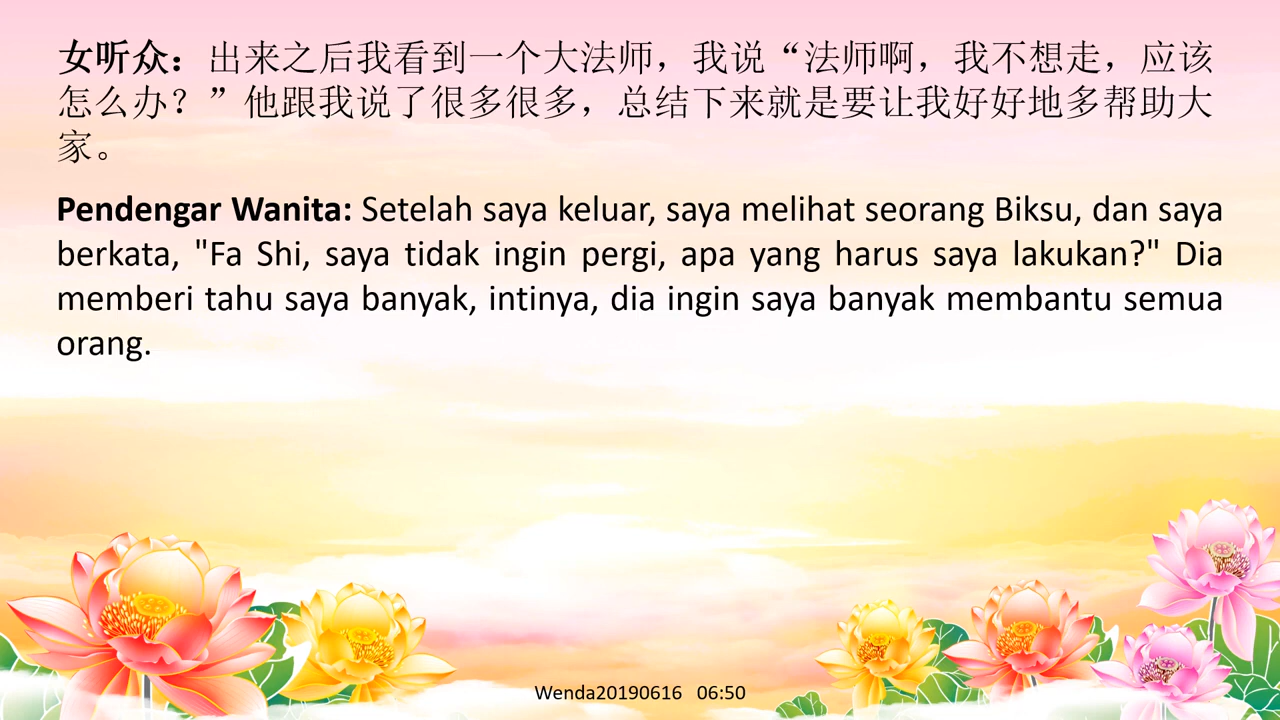 女听众：出来之后我看到一个大法师，我说“法师啊，我不想走，应该
怎么办？”他跟我说了很多很多，总结下来就是要让我好好地多帮助大
家。
Pendengar Wanita: Setelah saya keluar, saya melihat seorang Biksu, dan saya
berkata, "Fa Shi, saya tidak ingin pergi, apa yang harus saya lakukan?" Dia
memberi tahu saya banyak, intinya, dia ingin saya banyak membantu semua
orang.
Wenda20190616 06:50